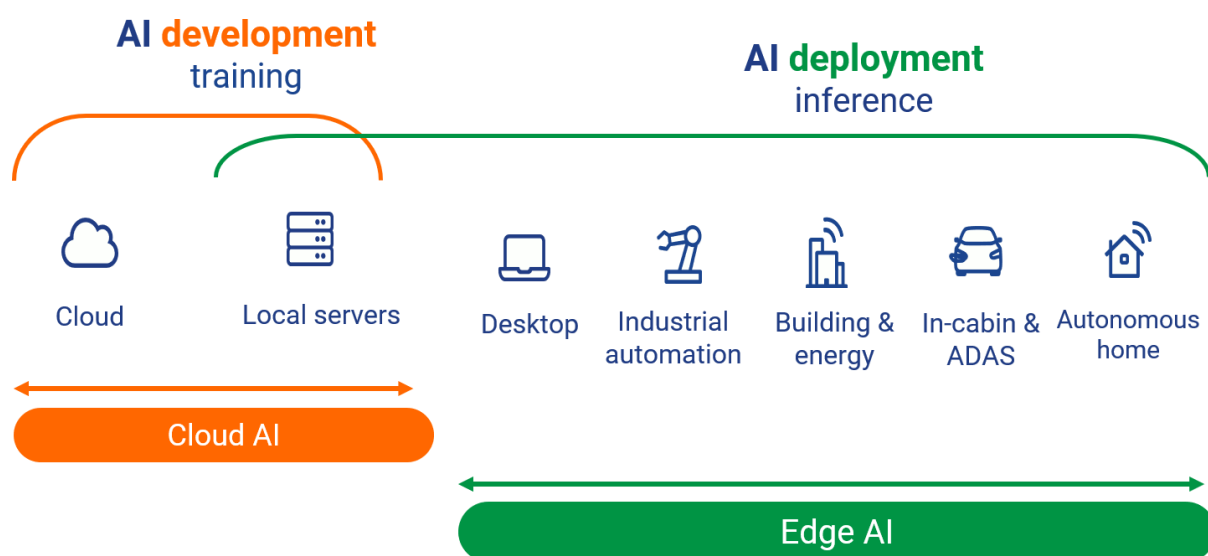 AI development
training
AI deployment
inference
Cloud
Local servers
Desktop
Industrial
automation
Building &
energy
In-cabin &
ADAS
Autonomous
home
Cloud AI
Edge AI